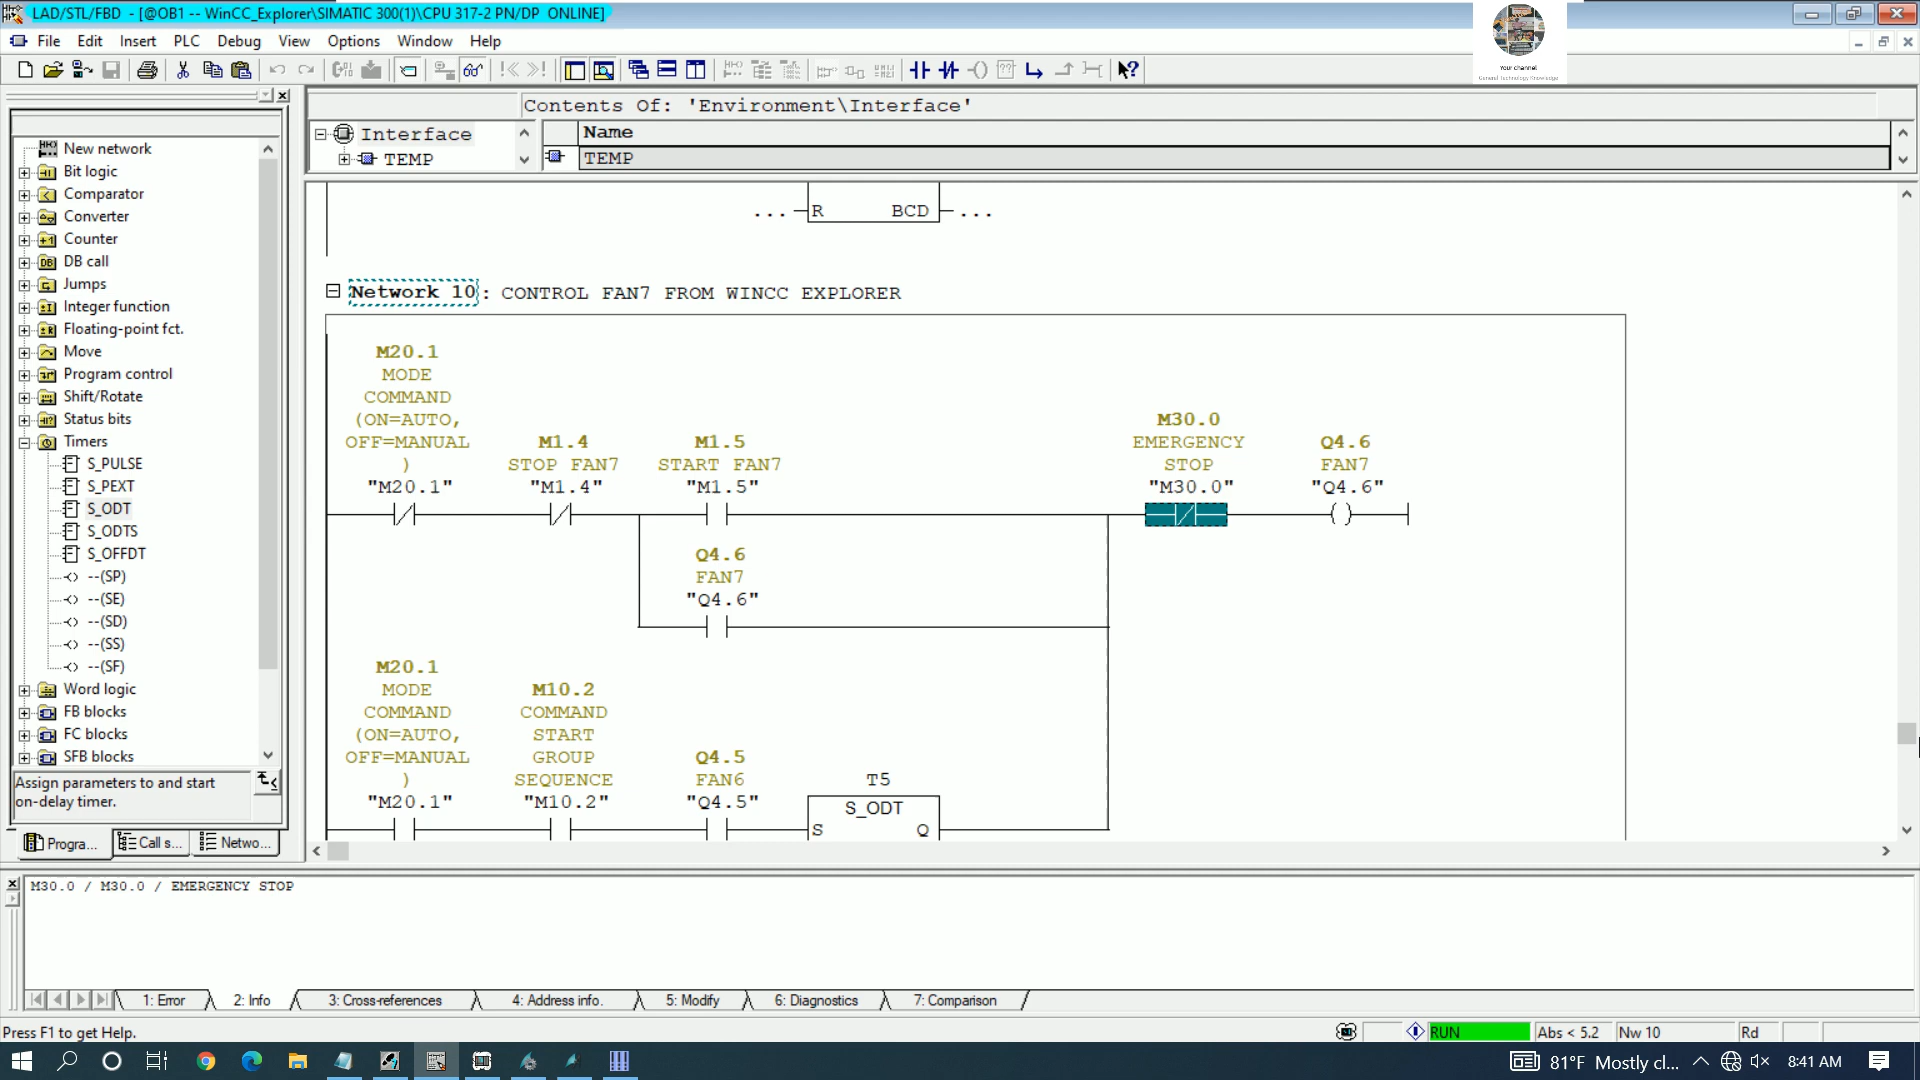 LAD/STL/FBD - [@OB1 -- WinCC_Explorer\SIMATIC 300(1)\CPU 317-2 PN/DP ONLINE]
File Edit Insert PLC Debug View Options Window Help
Your channel
General Technology Knowledge
Contents Of: 'Environment\Interface'
Interface
TEMP
Name
TEMP
New network
Bit logic
Comparator
Converter
Counter
DB call
Jumps
Integer function
Floating-point fct.
Move
Program control
Shift/Rotate
Status bits
Timers
S_PULSE
S_PEXT
S_ODT
S_ODTS
S_OFFDT
--(SP)
--(SE)
--(SD)
--(SS)
--(SF)
Word logic
FB blocks
FC blocks
SFB blocks
Assign parameters to and start
on-delay timer.
Progra... Call s... Netwo...
... R BCD ...
Network 10: CONTROL FAN7 FROM WINCC EXPLORER
M20.1
MODE
COMMAND
(ON=AUTO,
OFF=MANUAL
)
"M20.1"
M1.4
STOP FAN7
"M1.4"
M1.5
START FAN7
"M1.5"
M30.0
EMERGENCY
STOP
"M30.0"
Q4.6
FAN7
"Q4.6"
Q4.6
FAN7
"Q4.6"
M20.1
MODE
COMMAND
(ON=AUTO,
OFF=MANUAL
)
"M20.1"
M10.2
COMMAND
START
GROUP
SEQUENCE
"M10.2"
Q4.5
FAN6
"Q4.5"
T5
S_ODT
S Q
M30.0 / M30.0 / EMERGENCY STOP
1: Error 2: Info 3: Cross-references 4: Address info. 5: Modify 6: Diagnostics 7: Comparison
Press F1 to get Help.
RUN Abs < 5.2 Nw 10 Rd
81°F Mostly cl... 8:41 AM